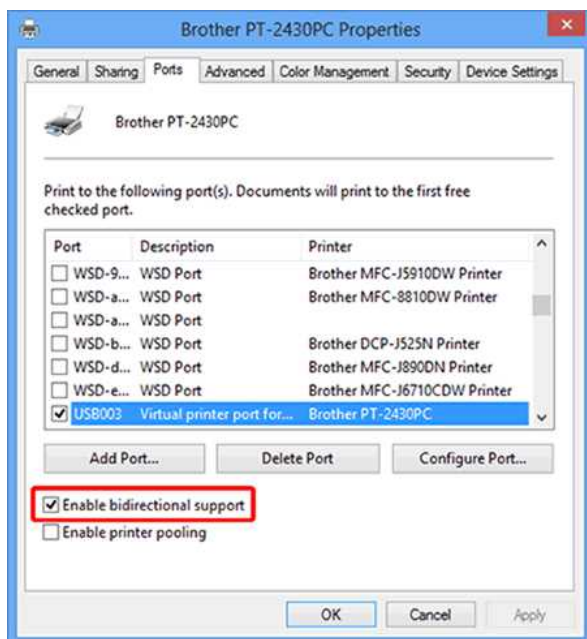 Brother PT-2430PC Properties
General Sharing Ports Advanced Color Management Security Device Settings
Brother PT-2430PC
Print to the following port(s). Documents will print to the first free
checked port.
Port Description Printer
WSD-9... WSD Port Brother MFC-J5910DW Printer
WSD-a... WSD Port Brother MFC-8810DW Printer
WSD-a... WSD Port
WSD-b... WSD Port Brother DCP-J525N Printer
WSD-d... WSD Port Brother MFC-J890DN Printer
WSD-e... WSD Port Brother MFC-J6710CDW Printer
USB003 Virtual printer port for... Brother PT-2430PC
Add Port... Delete Port Configure Port...
Enable bidirectional support
Enable printer pooling
OK Cancel Apply